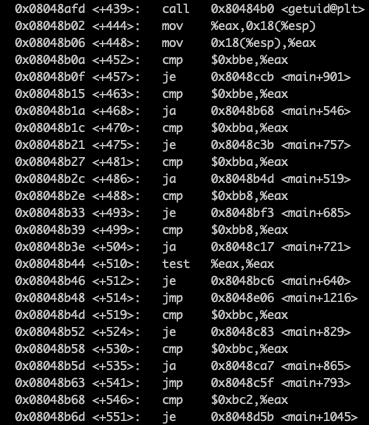 0x08048afd <+439>: call 0x80484b0 <getuid@plt>
0x08048b02 <+444>: mov %eax,0x18(%esp)
0x08048b06 <+448>: mov 0x18(%esp),%eax
0x08048b0a <+452>: cmp $0xbbe,%eax
0x08048b0f <+457>: je 0x8048ccb <main+901>
0x08048b15 <+463>: cmp $0xbbe,%eax
0x08048b1a <+468>: ja 0x8048b68 <main+546>
0x08048b1c <+470>: cmp $0xbba,%eax
0x08048b21 <+475>: je 0x8048c3b <main+757>
0x08048b27 <+481>: cmp $0xbba,%eax
0x08048b2c <+486>: ja 0x8048b4d <main+519>
0x08048b2e <+488>: cmp $0xbb8,%eax
0x08048b33 <+493>: je 0x8048bf3 <main+685>
0x08048b39 <+499>: cmp $0xbb8,%eax
0x08048b3e <+504>: ja 0x8048c17 <main+721>
0x08048b44 <+510>: test %eax,%eax
0x08048b46 <+512>: je 0x8048bc6 <main+640>
0x08048b48 <+514>: jmp 0x8048e06 <main+1216>
0x08048b4d <+519>: cmp $0xbbc,%eax
0x08048b52 <+524>: je 0x8048c83 <main+829>
0x08048b58 <+530>: cmp $0xbbc,%eax
0x08048b5d <+535>: ja 0x8048ca7 <main+865>
0x08048b63 <+541>: jmp 0x8048c5f <main+793>
0x08048b68 <+546>: cmp $0xbc2,%eax
0x08048b6d <+551>: je 0x8048d5b <main+1045>